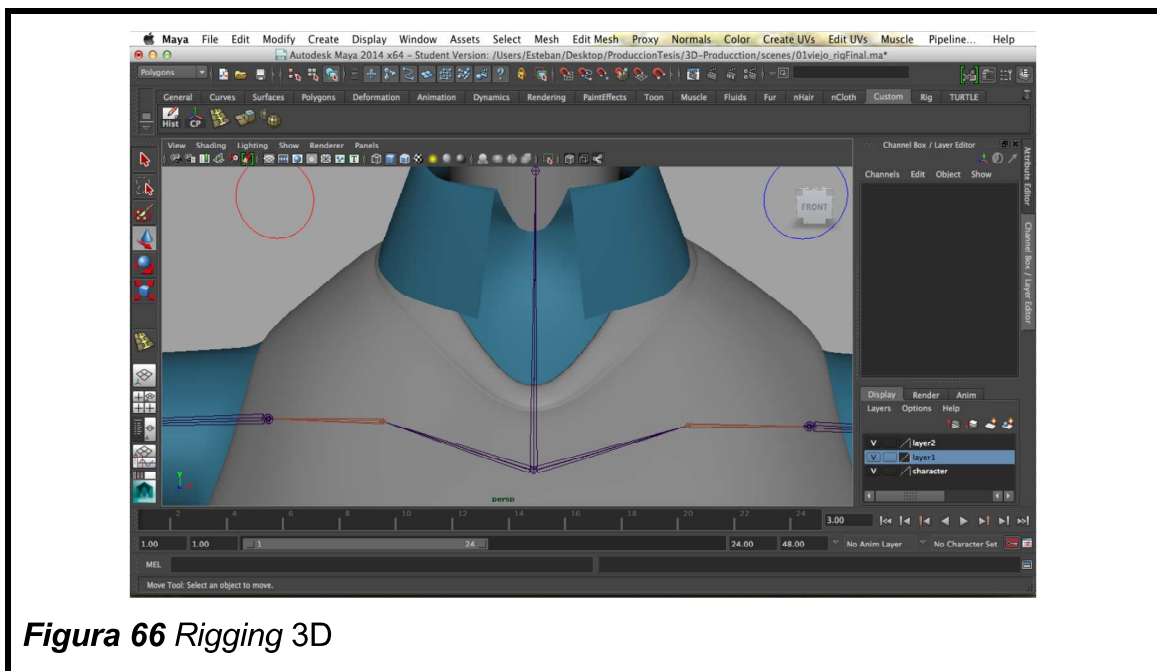 Maya File Edit Modify Create Display Window Assets Select Mesh Edit Mesh Proxy Normals Color Create UVs Edit UVs Muscle Pipeline... Help
Autodesk Maya 2014 x64 - Student Version: /Users/Esteban/Desktop/ProduccionTesis/3D-Producction/scenes/01viejo_rigFinal.ma*
Polygons
General Curves Surfaces Polygons Deformation Animation Dynamics Rendering PaintEffects Toon Muscle Fluids Fur nHair nCloth Custom Rig TURTLE
Hist CP
View Shading Lighting Show Renderer Panels
Channel Box / Layer Editor
Channels Edit Object Show
Attribute Editor
Channel Box / Layer Editor
FRONT
Display Render Anim
Layers Options Help
V layer2
V layer1
V character
Y
persp
2 4 6 8 10 12 14 16 18 20 22 24 3.00
1.00 1.00 1 24 24.00 48.00 No Anim Layer No Character Set
MEL
Move Tool: Select an object to move.
Figura 66 Rigging 3D